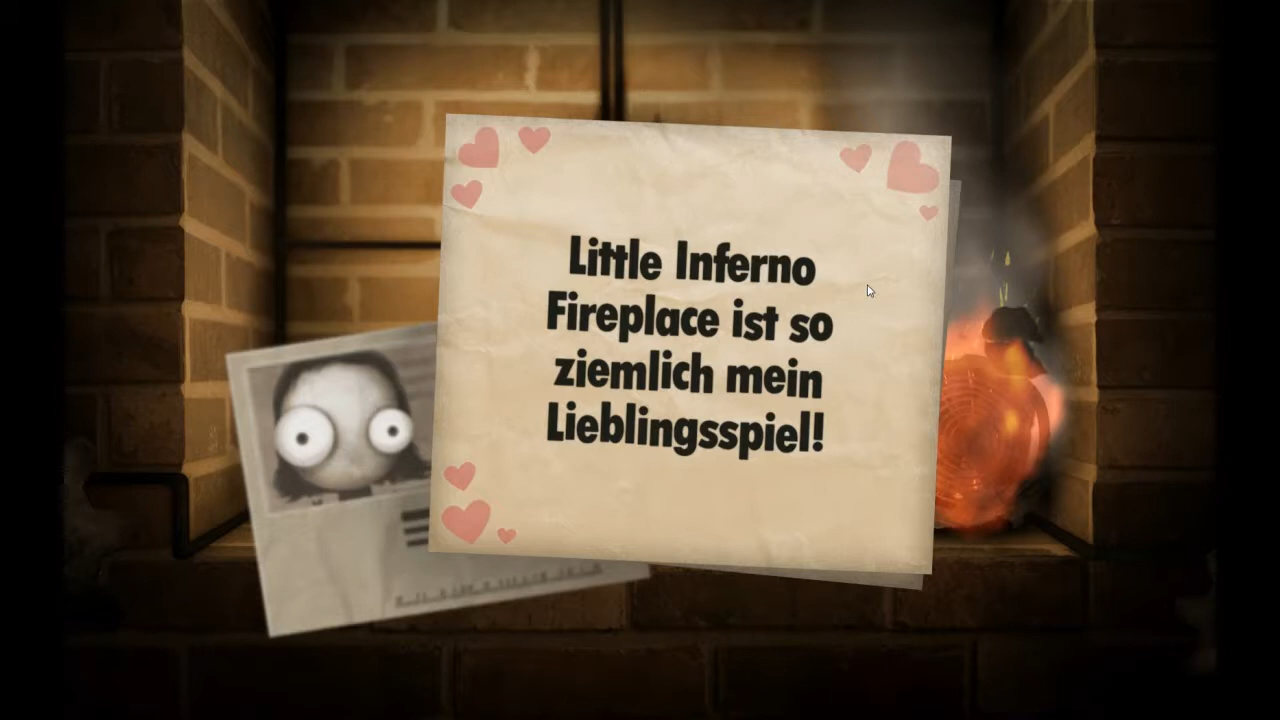 Little Inferno
Fireplace ist so
ziemlich mein
Lieblingsspiel!